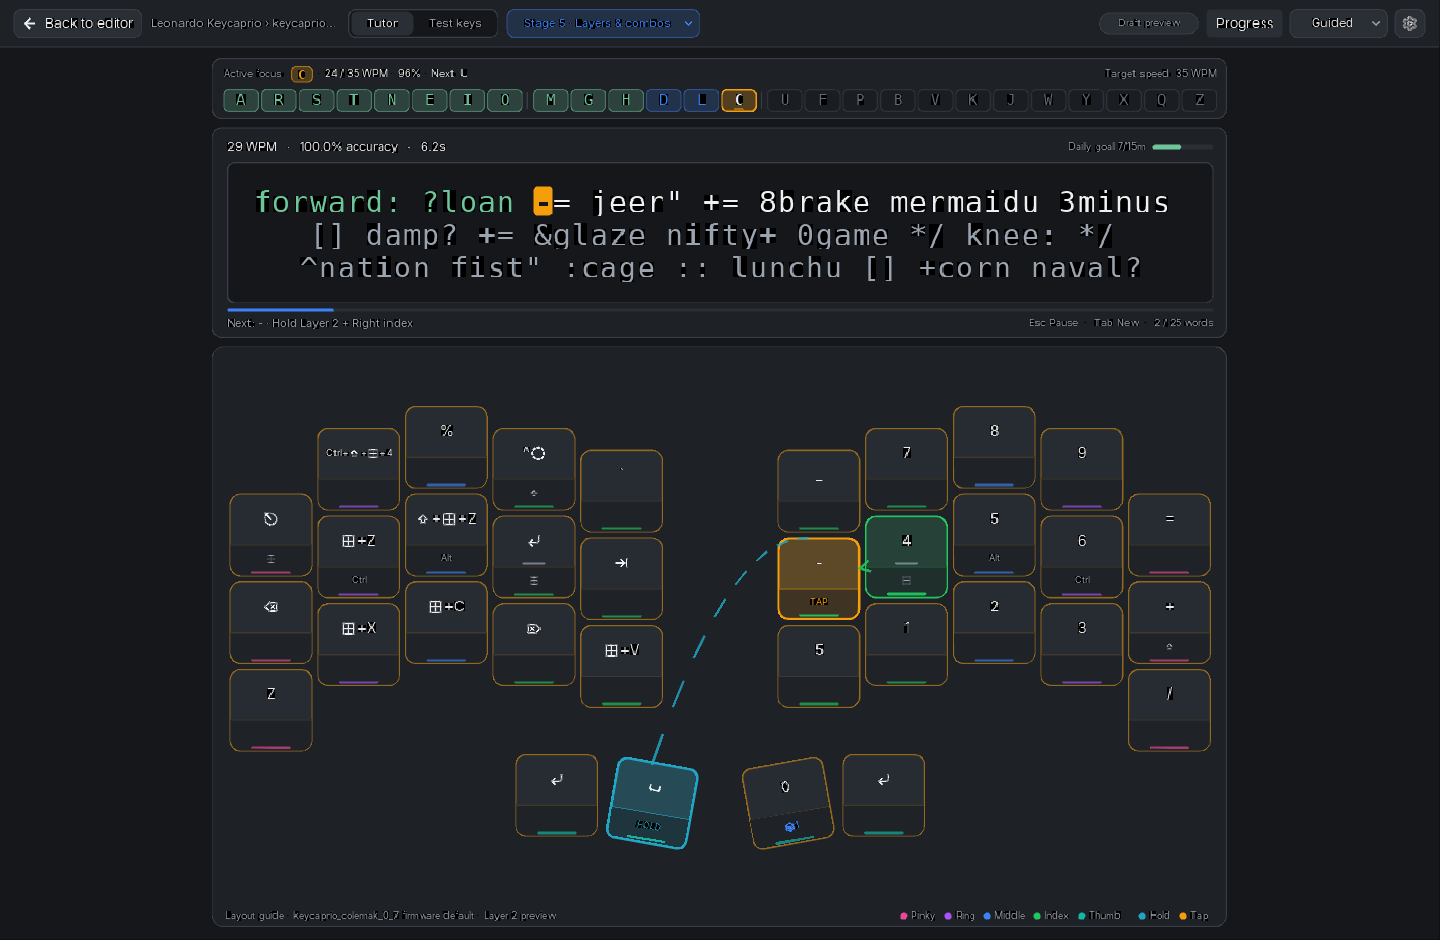 Back to editor Leonardo Keycaprio › keycaprio... Tutor Test keys Stage 5 · Layers & combos Draft preview Progress Guided
Active focus C 24 / 35 WPM 96% Next L Target speed 35 WPM
A R S T N E I O M G H D L C U F P B V K J W Y X Q Z
29 WPM · 100.0% accuracy · 6.2s Daily goal 7/15m
forward: ?loan -= jeer" += 8brake mermaidu 3minus
[] damp? += &glaze nifty+ 0game */ knee: */
^nation fist" :cage :: lunchu [] +corn naval?
Next: - · Hold Layer 2 + Right index Esc Pause · Tab New · 2 / 25 words
% 8
^ 7 9
` –
⇧+⊞+Z 5 =
⊞+Z 4 6
Alt Alt
- 
Ctrl Ctrl
TAP
⊞+C 2 +
⊞+X 1 3
⊞+V 5
Z /
0
HOLD 1
Layout guide · keycaprio_colemak_0_7 firmware default · Layer 2 preview Pinky Ring Middle Index Thumb Hold Tap